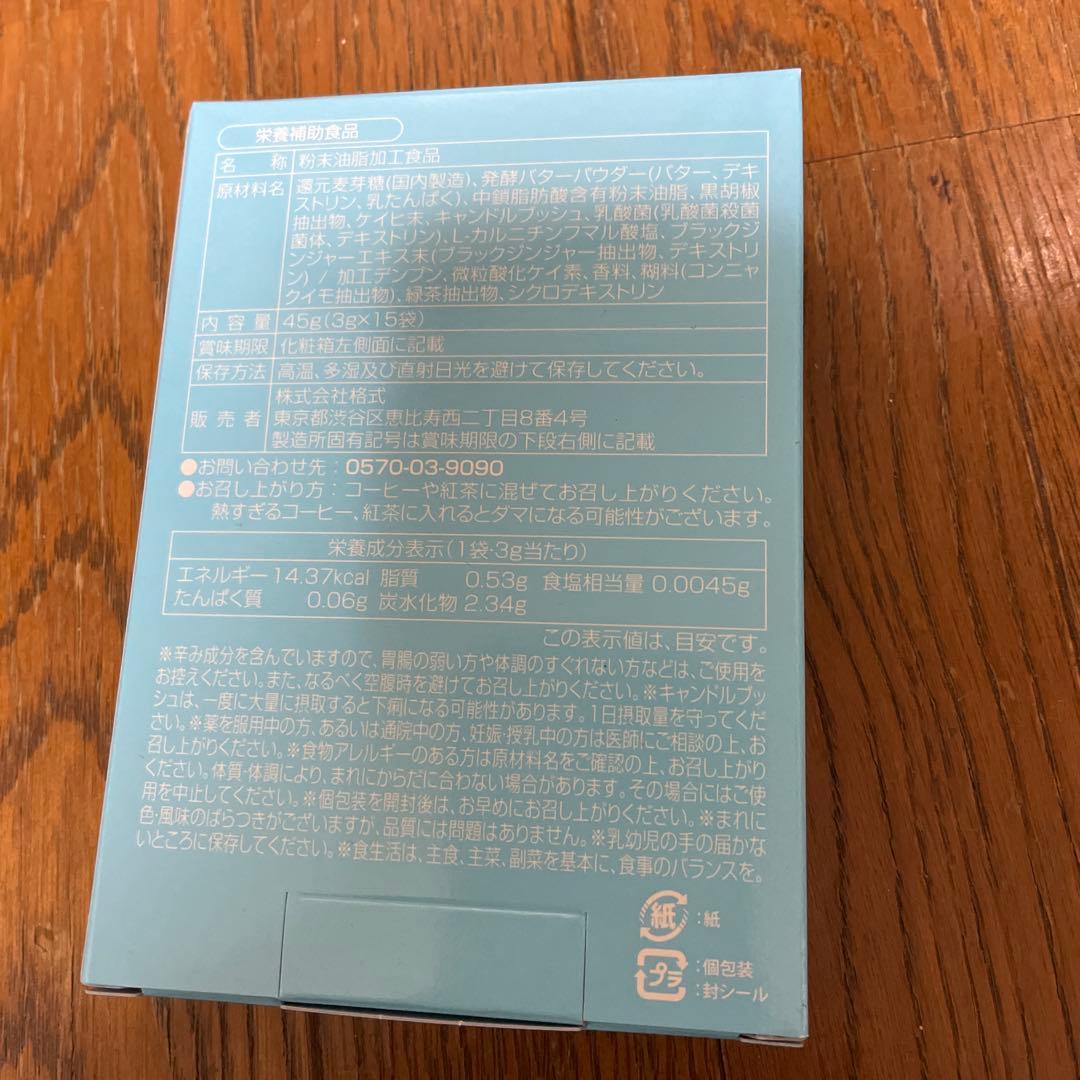 栄養補助食品
名 称 粉末油脂加工食品
原材料名 還元麦芽糖(国内製造)、発酵バターパウダー(バター、デキ
ストリン、乳たんぱく)、中鎖脂肪酸含有粉末油脂、黒胡椒
抽出物、ケイヒ末、キャンドルブッシュ、乳酸菌(乳酸菌殺菌
菌体、デキストリン)、L-カルニチンフマル酸塩、ブラックジ
ンジャーエキス末(ブラックジンジャー抽出物、デキストリ
ン) / 加工デンプン、微粒酸化ケイ素、香料、糊料(コンニャ
クイモ抽出物)、緑茶抽出物、シクロデキストリン
内容量 45g(3g×15袋)
賞味期限 化粧箱左側面に記載
保存方法 高温、多湿及び直射日光を避けて保存してください。
販売者 株式会社格式
東京都渋谷区恵比寿西二丁目8番4号
製造所固有記号は賞味期限の下段右側に記載
●お問い合わせ先：0570-03-9090
●お召し上がり方：コーヒーや紅茶に混ぜてお召し上がりください。
熱すぎるコーヒー、紅茶に入れるとダマになる可能性がございます。
栄養成分表示(1袋・3g当たり)
エネルギー 14.37kcal 脂質 0.53g 食塩相当量 0.0045g
たんぱく質 0.06g 炭水化物 2.34g
この表示値は、目安です。
※辛み成分を含んでいますので、胃腸の弱い方や体調のすぐれない方などは、ご使用を
お控えください。また、なるべく空腹時を避けてお召し上がりください。※キャンドルブッ
シュは、一度に大量に摂取すると下痢になる可能性があります。1日摂取量を守ってくだ
さい。※薬を服用中の方、あるいは通院中の方、妊娠・授乳中の方は医師にご相談の上、お
召し上がりください。※食物アレルギーのある方は原材料名をご確認の上、お召し上がり
ください。体質・体調により、まれにからだに合わない場合があります。その場合にはご使
用を中止してください。※個包装を開封後は、お早めにお召し上がりください。※まれに
色・風味のばらつきがございますが、品質には問題はありません。※乳幼児の手の届かな
いところに保存してください。※食生活は、主食、主菜、副菜を基本に、食事のバランスを。
紙 ：紙
プラ ：個包装
：封シール